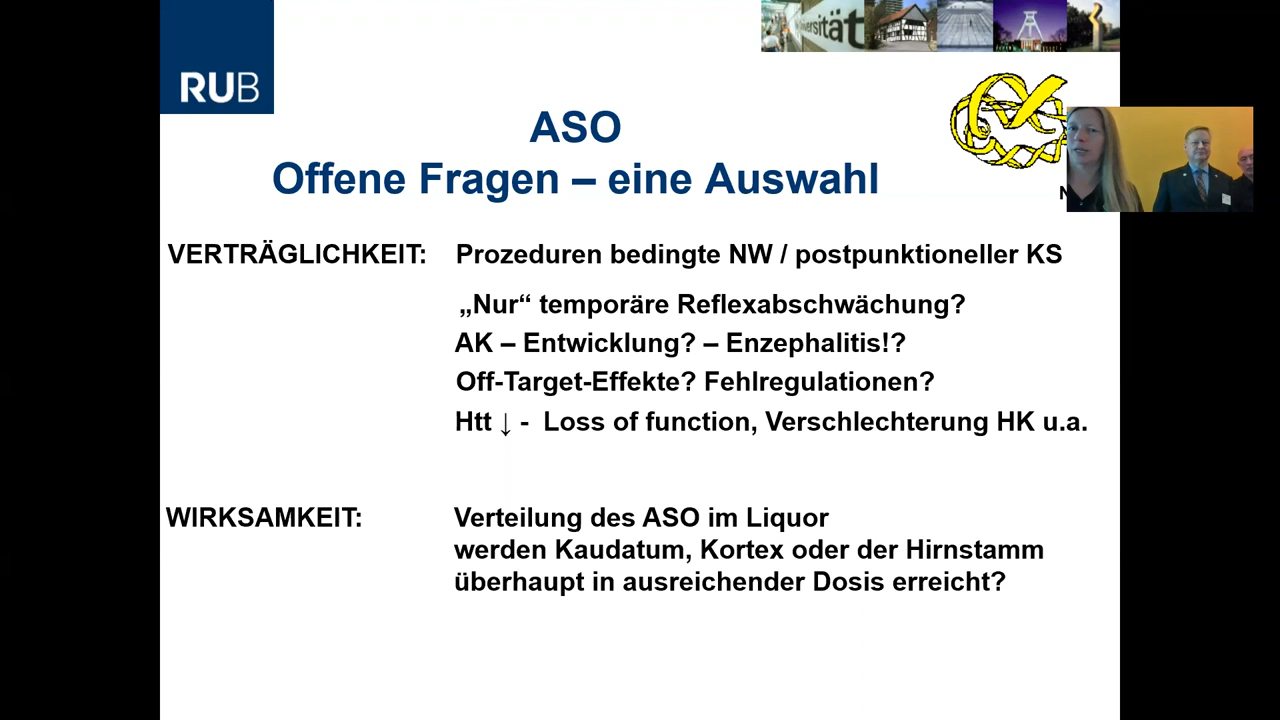 iversität
RUB
ASO
Offene Fragen – eine Auswahl
N
VERTRÄGLICHKEIT: Prozeduren bedingte NW / postpunktioneller KS
„Nur“ temporäre Reflexabschwächung?
AK – Entwicklung? – Enzephalitis!?
Off-Target-Effekte? Fehlregulationen?
Htt ↓ - Loss of function, Verschlechterung HK u.a.
WIRKSAMKEIT: Verteilung des ASO im Liquor
werden Kaudatum, Kortex oder der Hirnstamm
überhaupt in ausreichender Dosis erreicht?